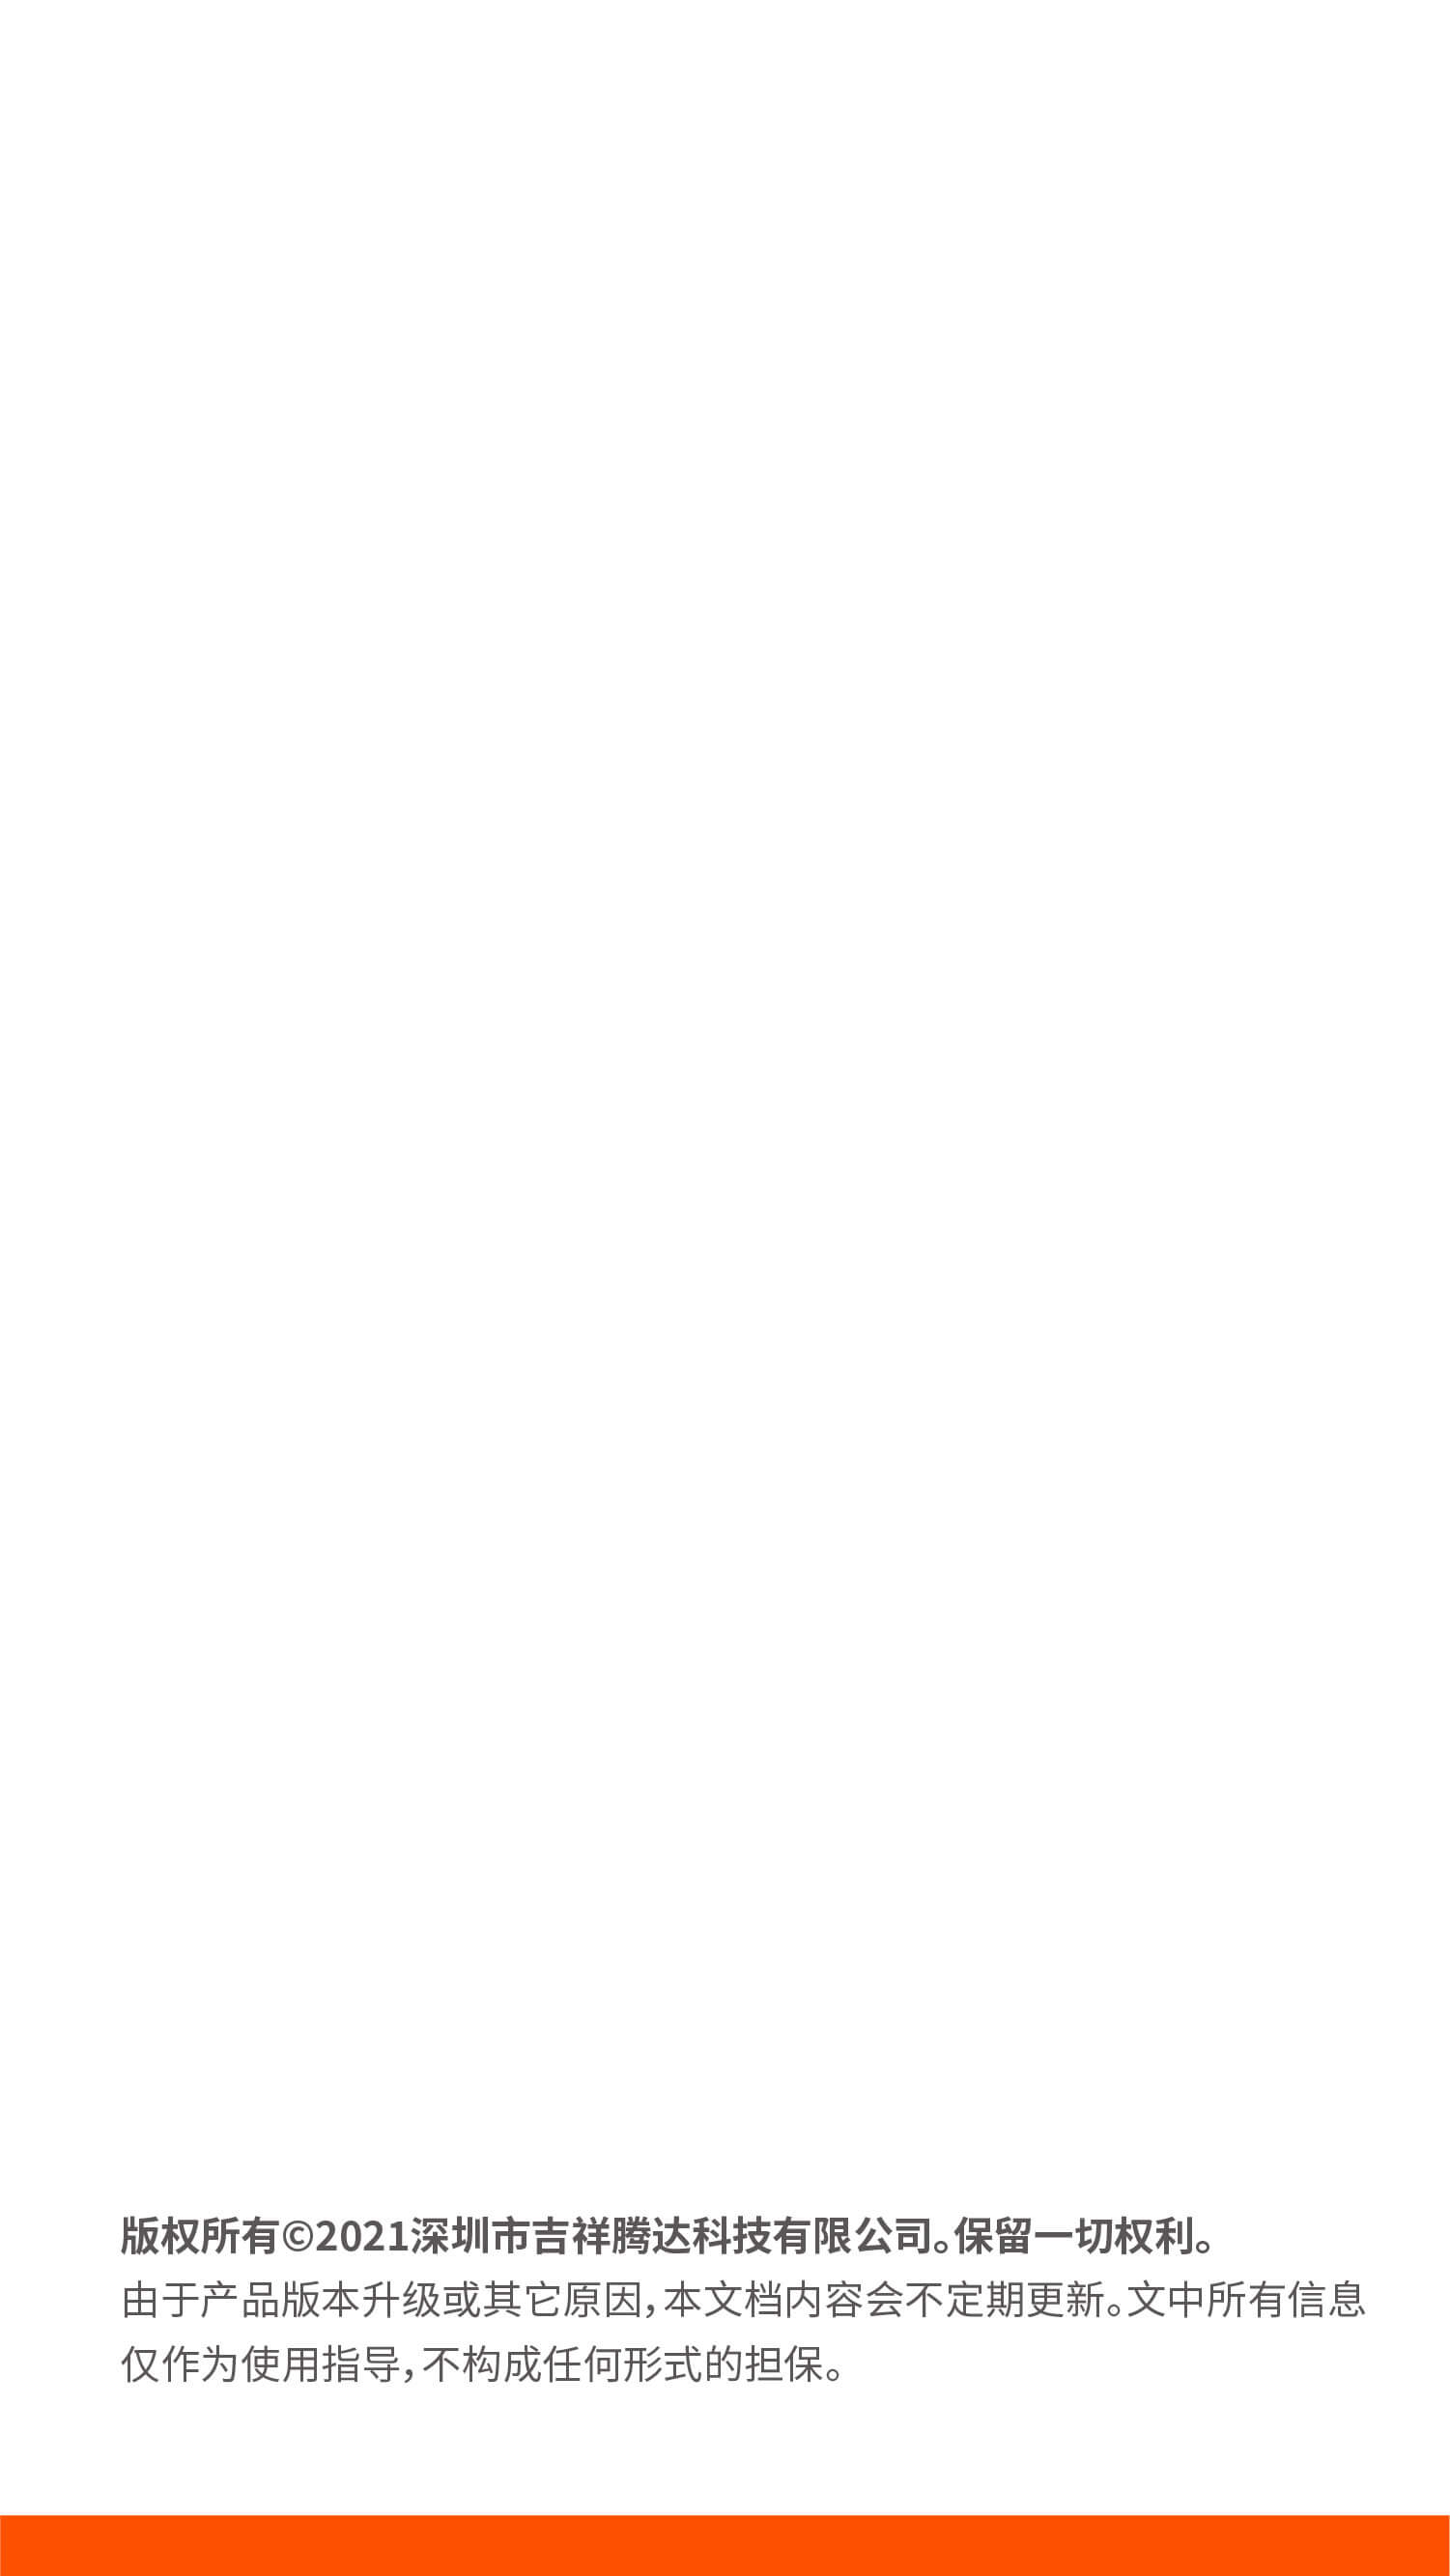 版权所有©2021深圳市吉祥腾达科技有限公司。保留一切权利。
由于产品版本升级或其它原因，本文档内容会不定期更新。文中所有信息
仅作为使用指导，不构成任何形式的担保。